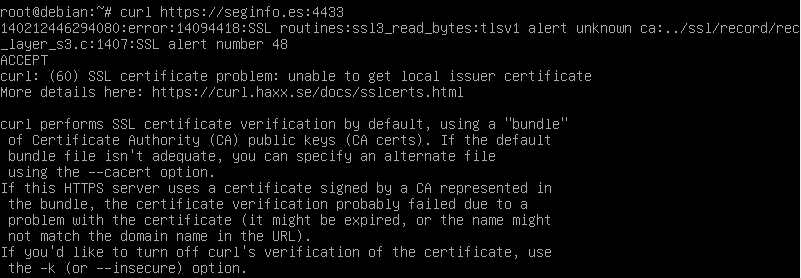 root@debian:~# curl https://seginfo.es:4433
140212446294080:error:14094418:SSL routines:ssl3_read_bytes:tlsv1 alert unknown ca:../ssl/record/rec
_layer_s3.c:1407:SSL alert number 48
ACCEPT
curl: (60) SSL certificate problem: unable to get local issuer certificate
More details here: https://curl.haxx.se/docs/sslcerts.html

curl performs SSL certificate verification by default, using a "bundle"
 of Certificate Authority (CA) public keys (CA certs). If the default
 bundle file isn't adequate, you can specify an alternate file
 using the --cacert option.
If this HTTPS server uses a certificate signed by a CA represented in
 the bundle, the certificate verification probably failed due to a
 problem with the certificate (it might be expired, or the name might
 not match the domain name in the URL).
If you'd like to turn off curl's verification of the certificate, use
 the -k (or --insecure) option.